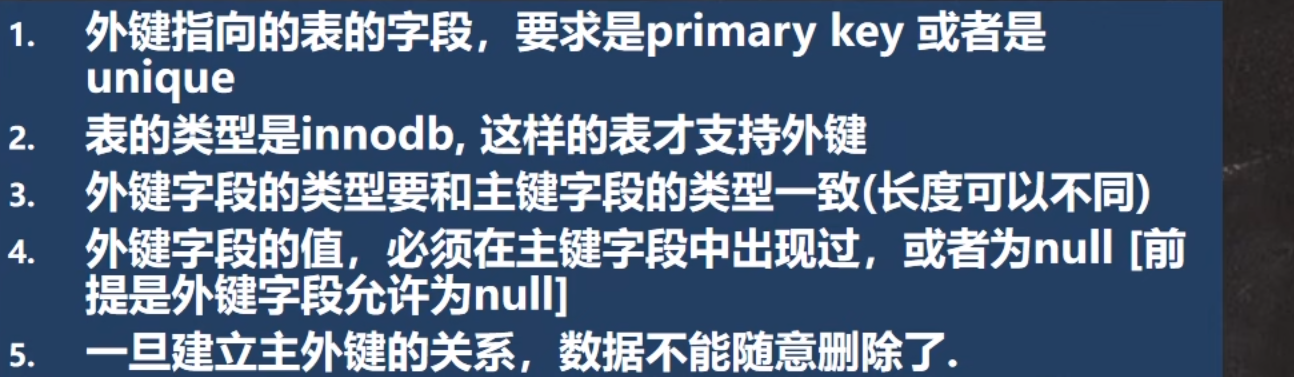 1. 外键指向的表的字段，要求是primary key 或者是
unique
2. 表的类型是innodb, 这样的表才支持外键
3. 外键字段的类型要和主键字段的类型一致(长度可以不同)
4. 外键字段的值，必须在主键字段中出现过，或者为null [前
提是外键字段允许为null]
5. 一旦建立主外键的关系，数据不能随意删除了.